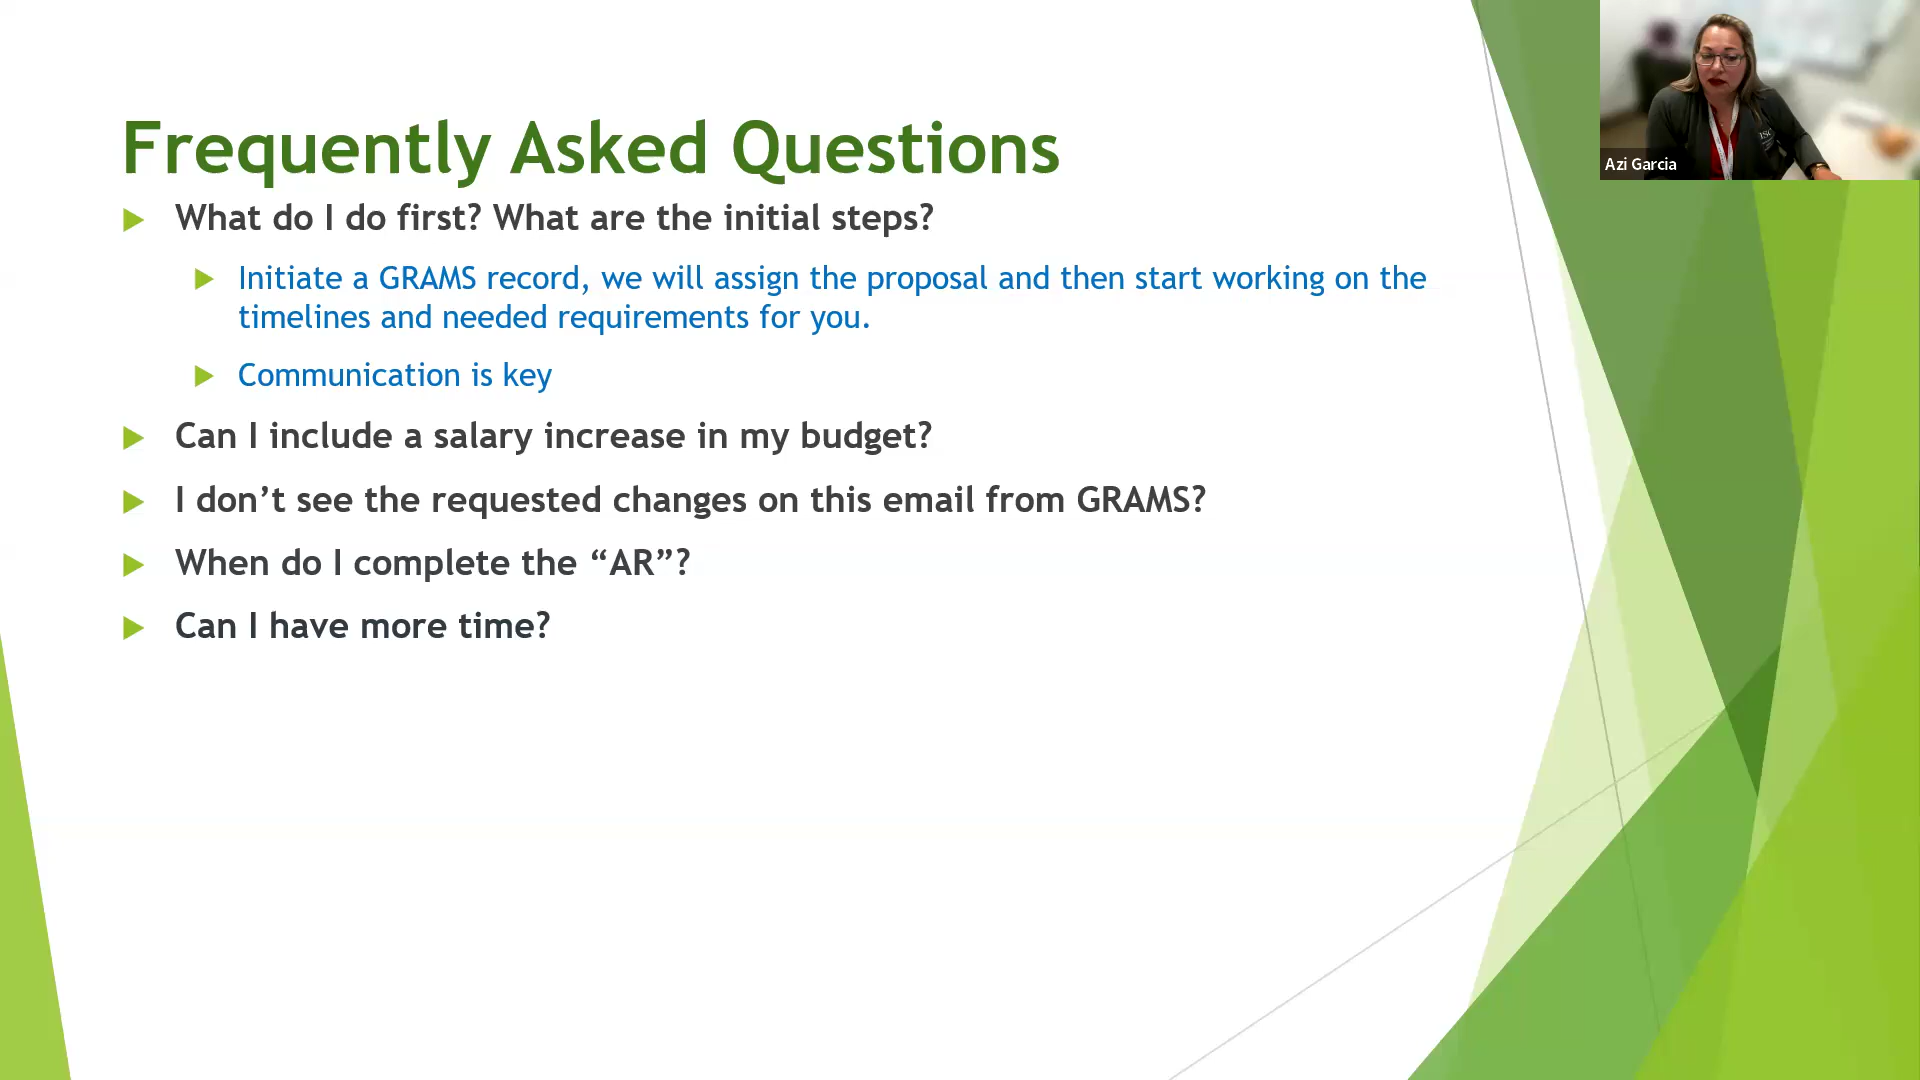 Frequently Asked Questions
What do I do first? What are the initial steps?
Initiate a GRAMS record, we will assign the proposal and then start working on the
timelines and needed requirements for you.
Communication is key
Can I include a salary increase in my budget?
I don’t see the requested changes on this email from GRAMS?
When do I complete the “AR”?
Can I have more time?
Azi Garcia